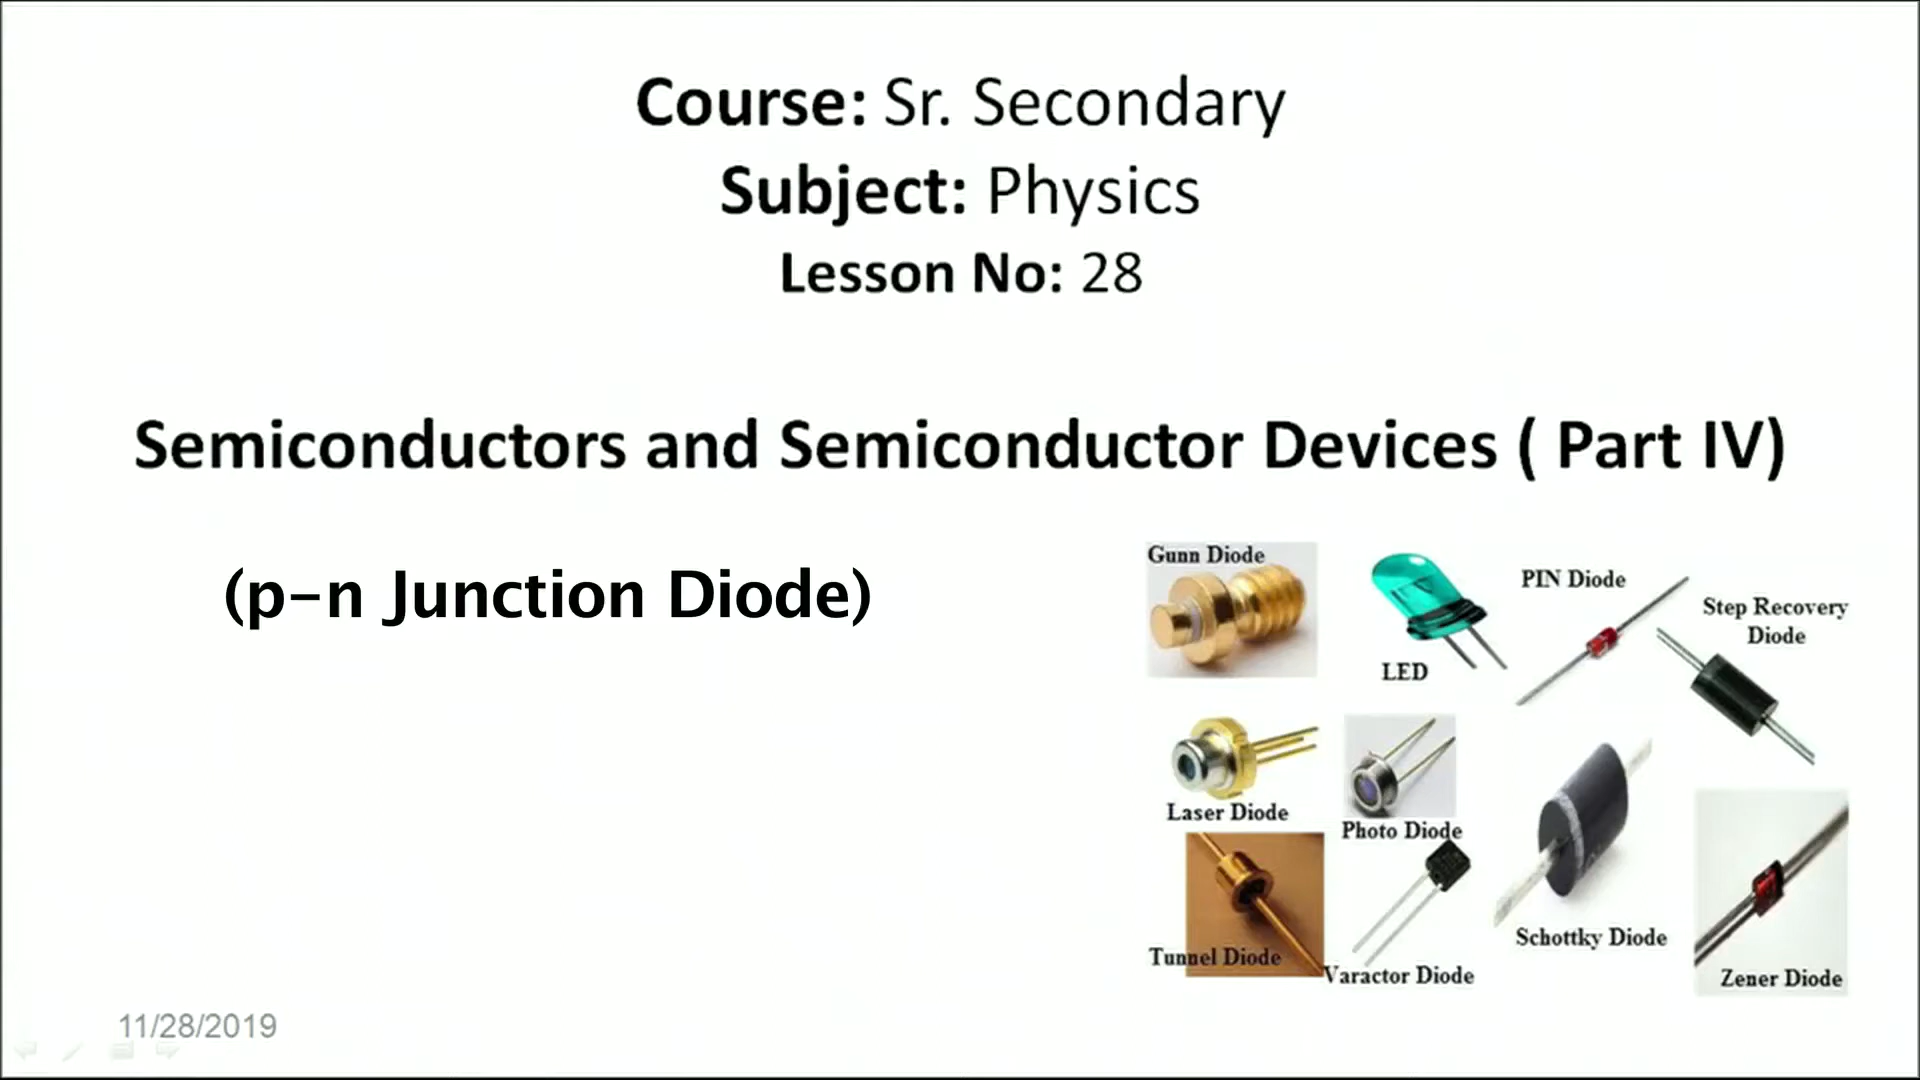 Course: Sr. Secondary
Subject: Physics
Lesson No: 28
Semiconductors and Semiconductor Devices ( Part IV)
(p-n Junction Diode)
Gunn Diode
LED
PIN Diode
Step Recovery
Diode
Laser Diode
Photo Diode
Schottky Diode
Tunnel Diode
Varactor Diode
Zener Diode
11/28/2019